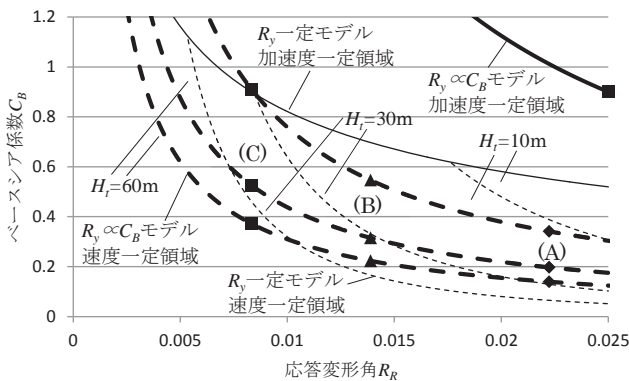 1.2
1
0.8
0.6
0.4
0.2
0
ベースシア係数C_B
R_y一定モデル
加速度一定領域
R_y∝C_Bモデル
加速度一定領域
H_t=30m
H_t=10m
(C)
(B)
(A)
H_t=60m
R_y∝C_Bモデル
速度一定領域
R_y一定モデル
速度一定領域
0 0.005 0.01 0.015 0.02 0.025
応答変形角R_R